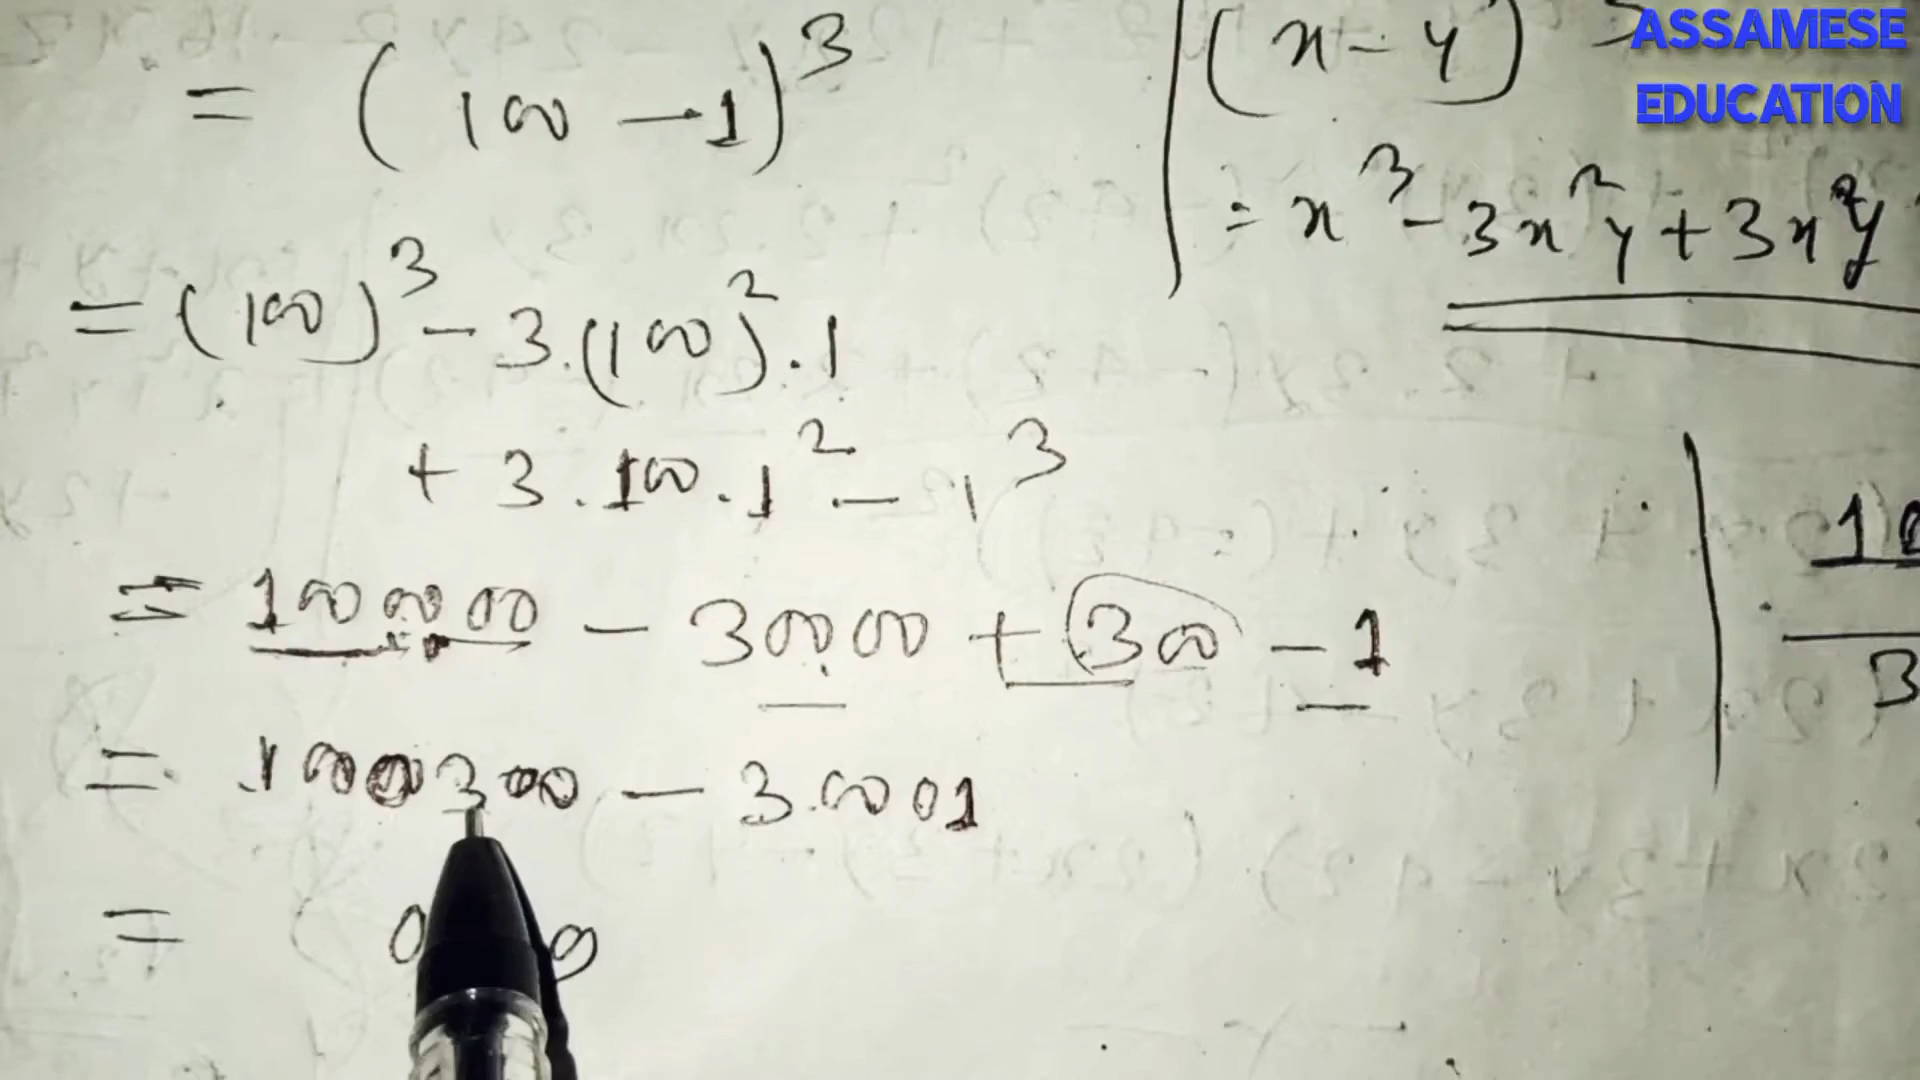 = (100 - 1)³
= (100)³ - 3.(100)².1
+ 3.100.1² - 1³
= 1000000 - 30000 + 300 - 1
= 1000300 - 30001
=
(x - y)³
= x³ - 3x²y + 3xy²
ASSAMESE
EDUCATION